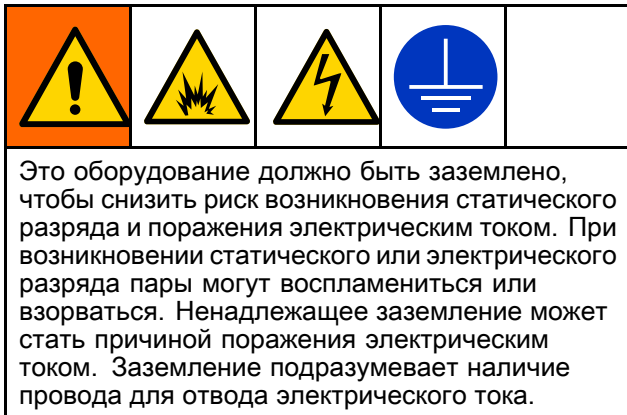 Это оборудование должно быть заземлено,
чтобы снизить риск возникновения статического
разряда и поражения электрическим током. При
возникновении статического или электрического
разряда пары могут воспламениться или
взорваться. Ненадлежащее заземление может
стать причиной поражения электрическим
током. Заземление подразумевает наличие
провода для отвода электрического тока.